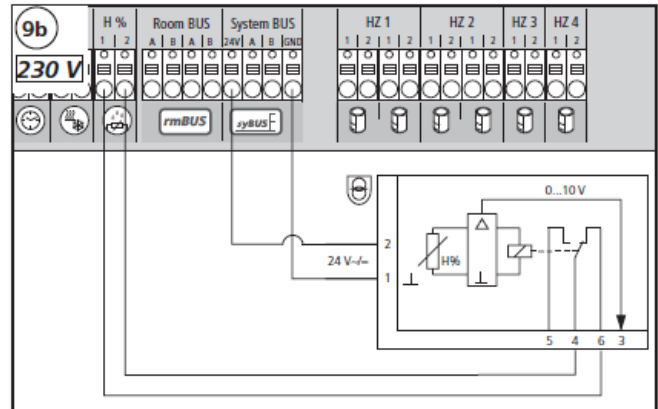 9b
H % Room BUS System BUS HZ 1 HZ 2 HZ 3 HZ 4
1 2 A B A B 24V A B GND 1 2 1 2 1 2 1 2 1 2 1 2
230 V
rmBUS syBUS
0...10 V
2
24 V~/=
H%
1
5 4 6 3